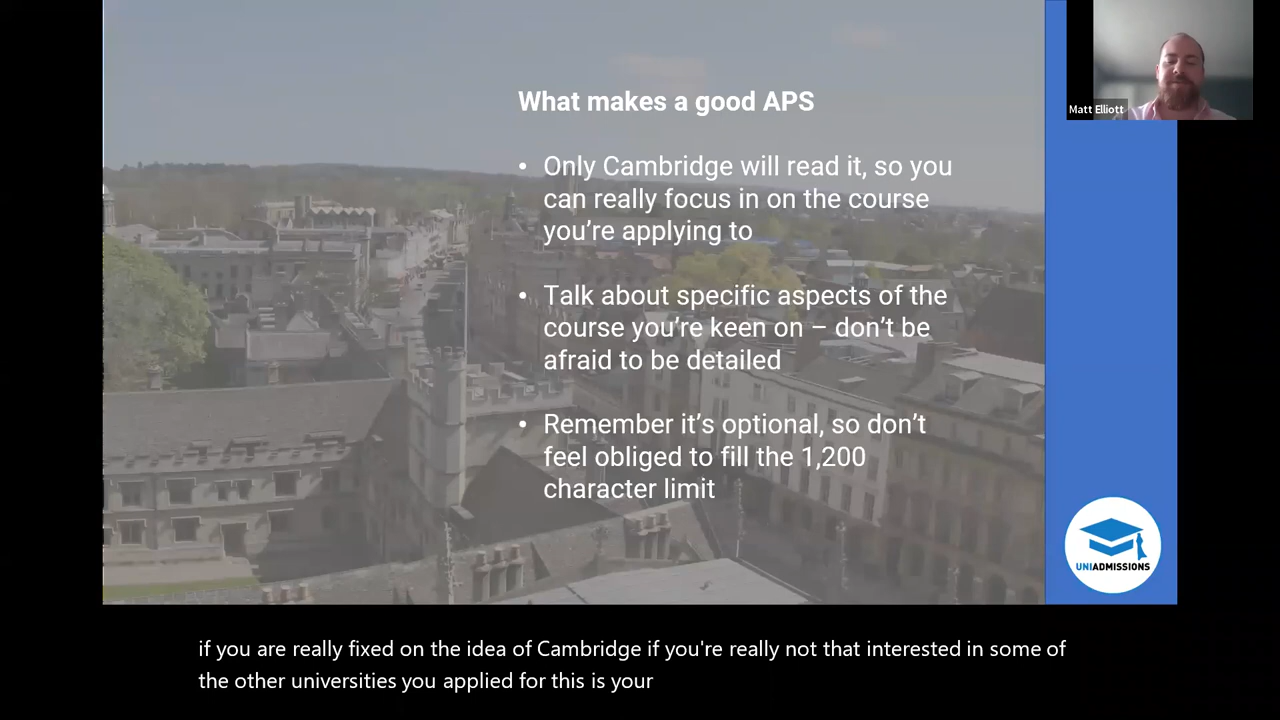 What makes a good APS
• Only Cambridge will read it, so you
can really focus in on the course
you're applying to
• Talk about specific aspects of the
course you're keen on – don't be
afraid to be detailed
• Remember it's optional, so don't
feel obliged to fill the 1,200
character limit
Matt Elliott
UNIADMISSIONS
if you are really fixed on the idea of Cambridge if you're really not that interested in some of
the other universities you applied for this is your